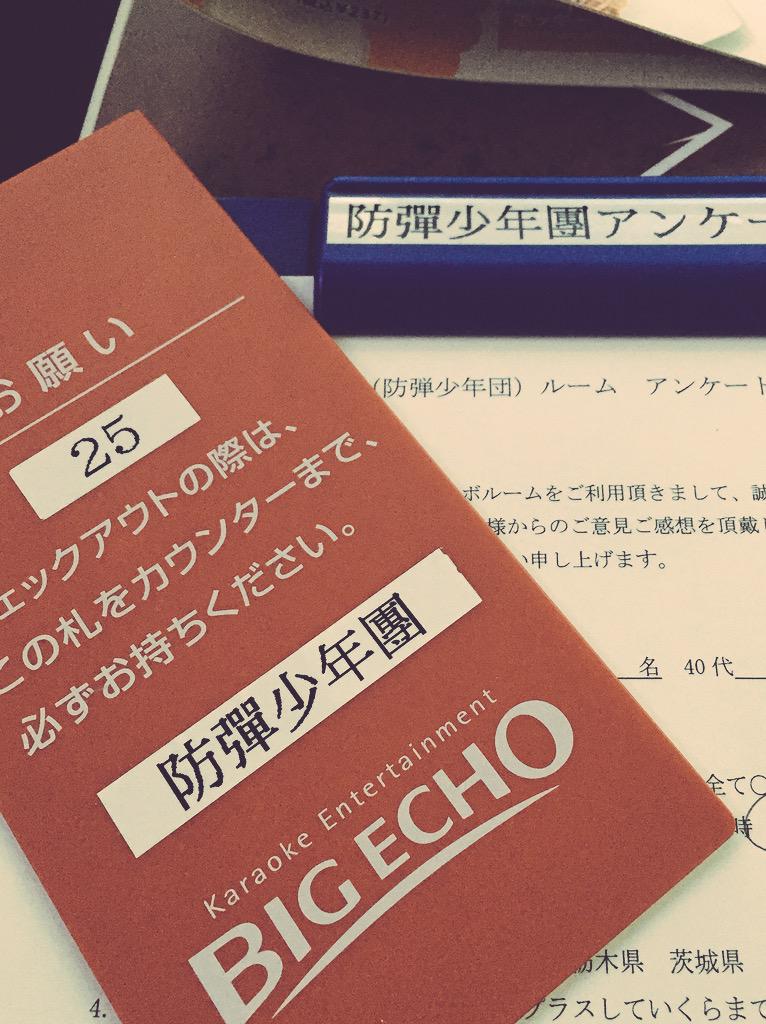 防彈少年團アンケー
(防弾少年団) ルーム アンケート
ボルームをご利用頂きまして、誠
様からのご意見ご感想を頂戴し
い申し上げます。
名 40代
全て○
時
栃木県 茨城県
4.
プラスしていくらまで
お願い
25
ェックアウトの際は、
この札をカウンターまで、
必ずお持ちください。
防彈少年團
Karaoke Entertainment
BIG ECHO